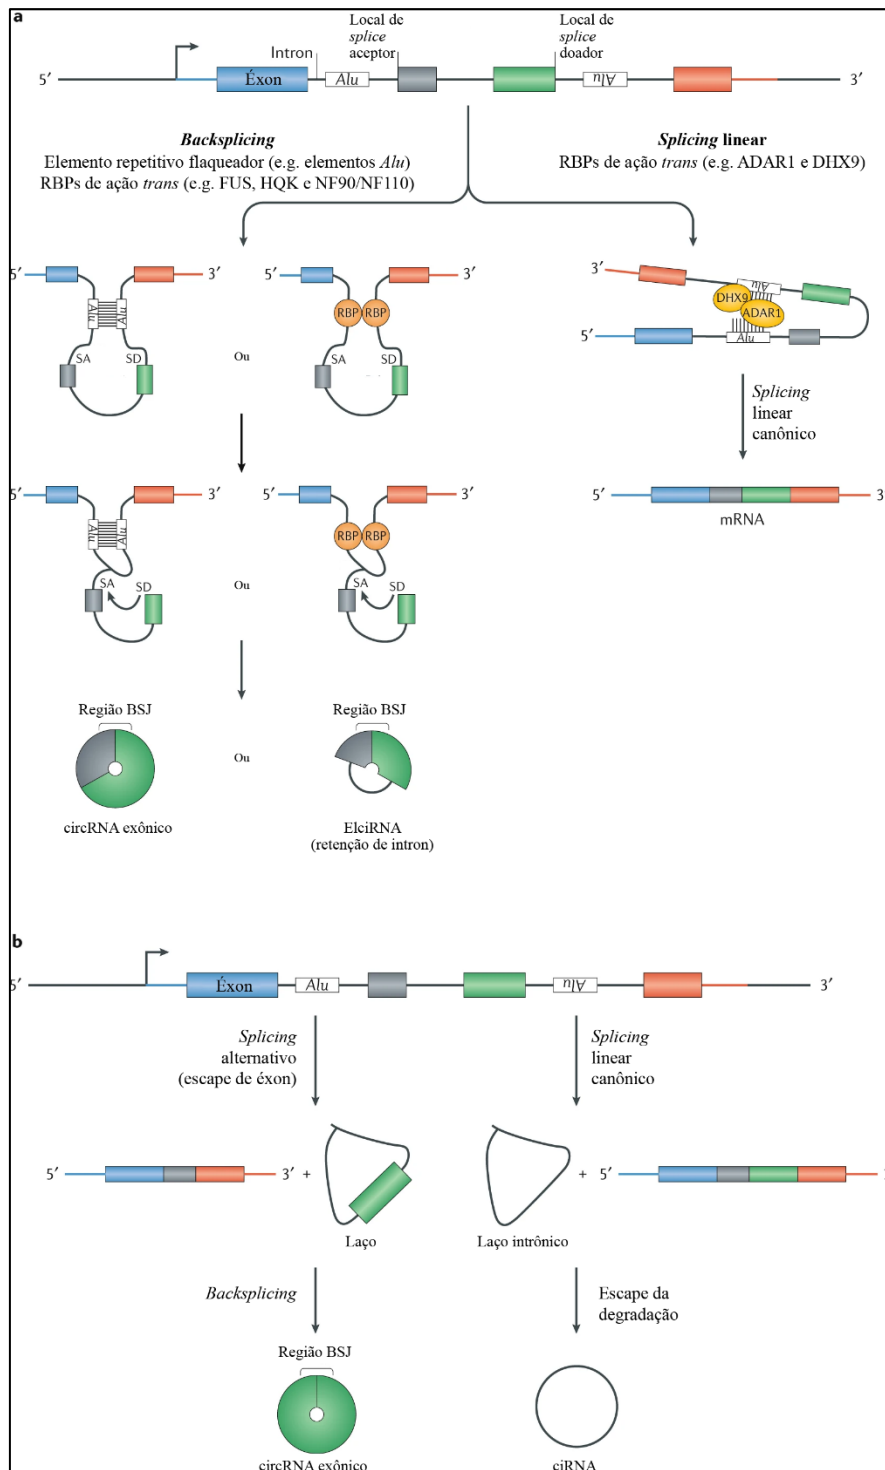 a
Local de
splice
aceptor
Local de
splice
doador
Intron
5′
Éxon
Alu
Alu
3′
Backsplicing
Elemento repetitivo flaqueador (e.g. elementos Alu)
RBPs de ação trans (e.g. FUS, HQK e NF90/NF110)
Splicing linear
RBPs de ação trans (e.g. ADAR1 e DHX9)
5′
3′
Alu
Alu
SA
SD
Ou
5′
3′
RBP
RBP
SA
SD
3′
Alu
DHX9
ADAR1
5′
Alu
Splicing
linear
canônico
5′
3′
mRNA
5′
3′
Alu
Alu
SA
SD
Ou
5′
3′
RBP
RBP
SA
SD
Região BSJ
circRNA exônico
Ou
Região BSJ
ElciRNA
(retenção de intron)
b
5′
Éxon
Alu
Alu
3′
Splicing
alternativo
(escape de éxon)
Splicing
linear
canônico
5′
3′
+
Laço
Laço intrônico
+
5′
3′
Backsplicing
Escape da
degradação
Região BSJ
circRNA exônico
ciRNA